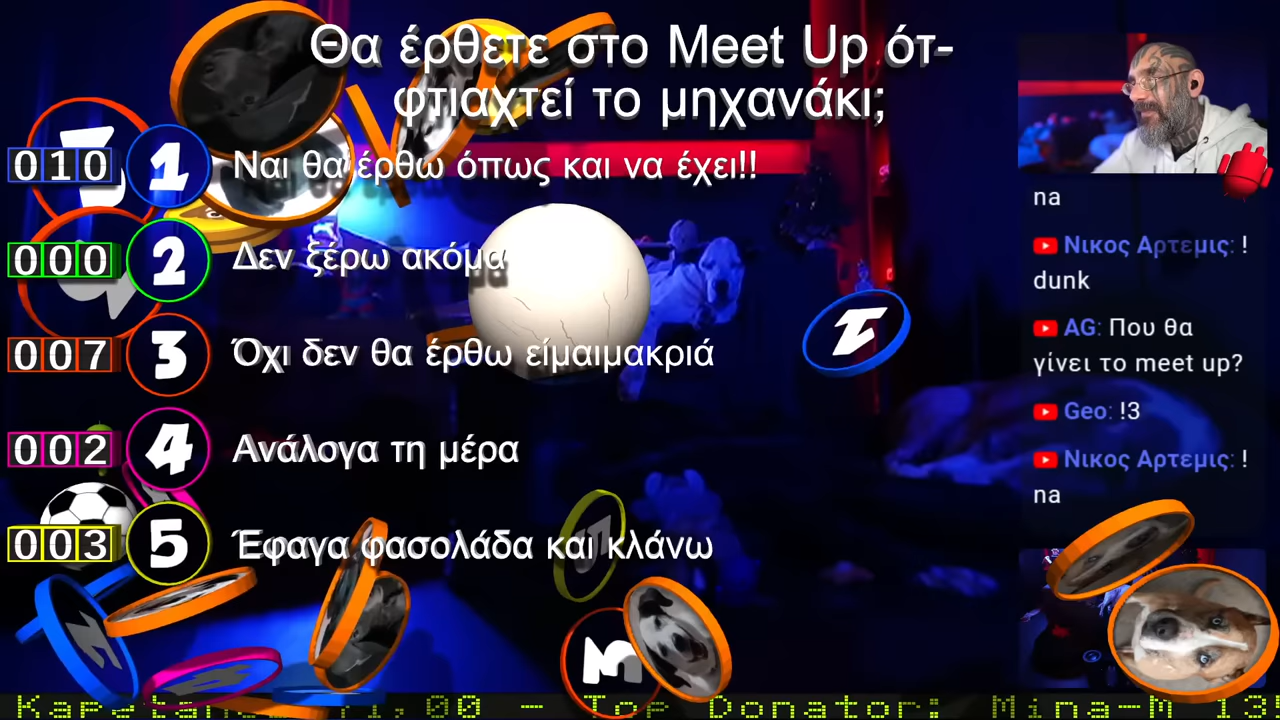 Θα έρθετε στο Meet Up ότ-
φτιαχτεί το μηχανάκι;
010 1 Ναι θα έρθω όπως και να έχει!!
000 2 Δεν ξέρω ακόμα
007 3 Όχι δεν θα έρθω είμαιμακριά
002 4 Ανάλογα τη μέρα
003 5 Έφαγα φασολάδα και κλάνω
na
Νικος Αρτεμις: !
dunk
AG: Που θα
γίνει το meet up?
Geo: !3
Νικος Αρτεμις: !
na
00 - Top Donator: Mina-M